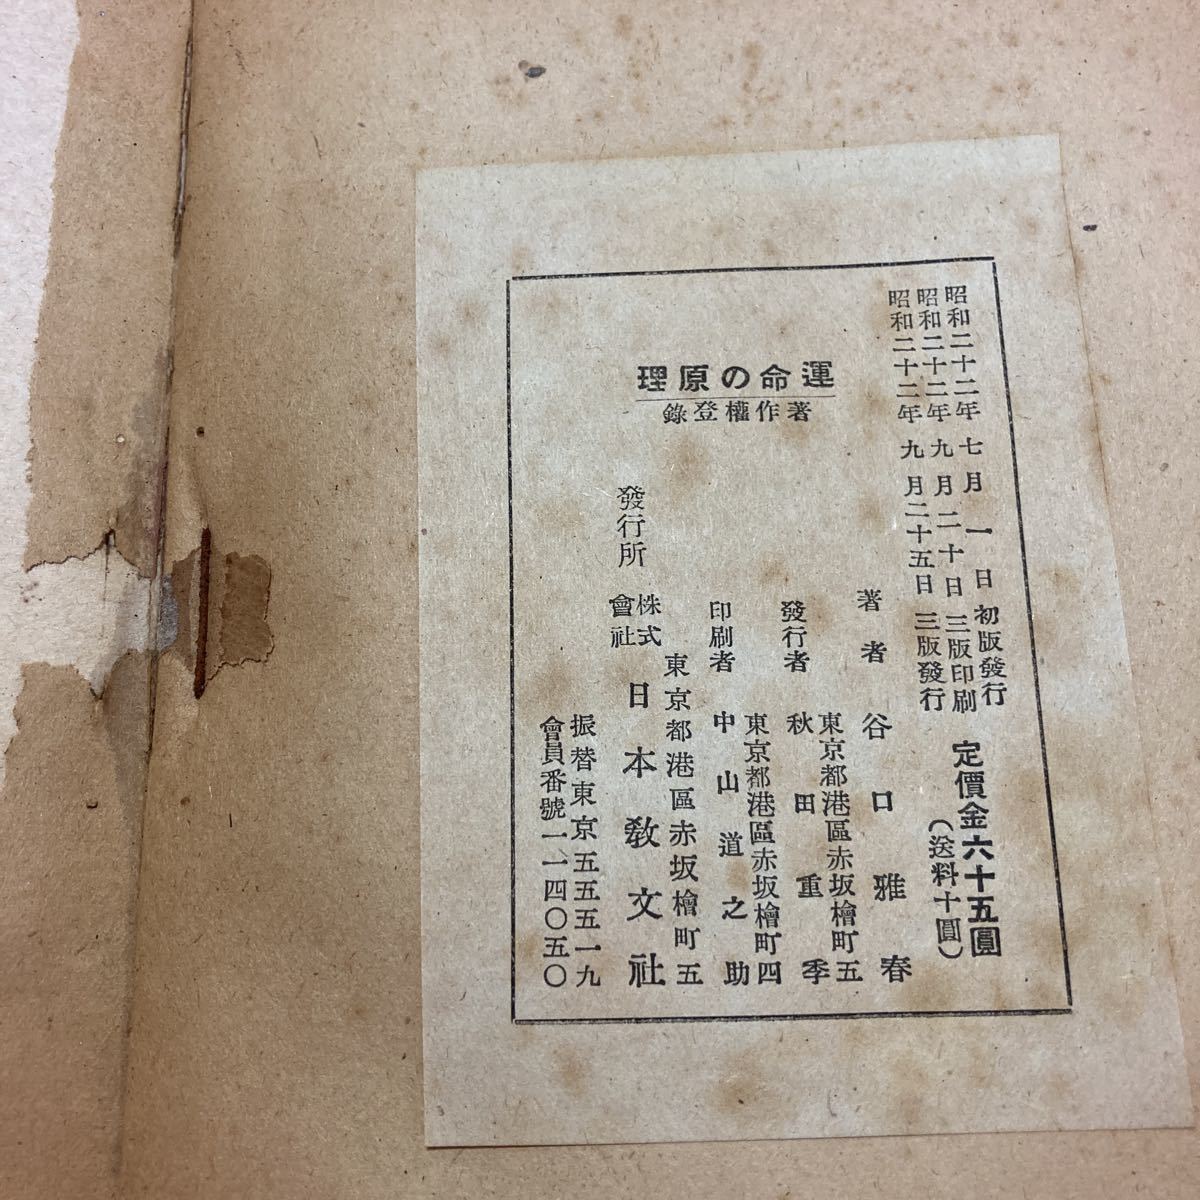 昭和二十二年七月一日初版發行
昭和二十二年九月二十日三版印刷
昭和二十二年九月二十五日三版發行
定價金六十五圓
（送料十圓）
運命の原理
著作權登錄
著者 谷口雅春
東京都港區赤坂檜町五
發行者 秋田重季
東京都港區赤坂檜町四
印刷者 中山道之助
東京都港區赤坂檜町五
發行所 株式會社 日本敎文社
振替東京五五五一九
會員番號一一四〇五〇